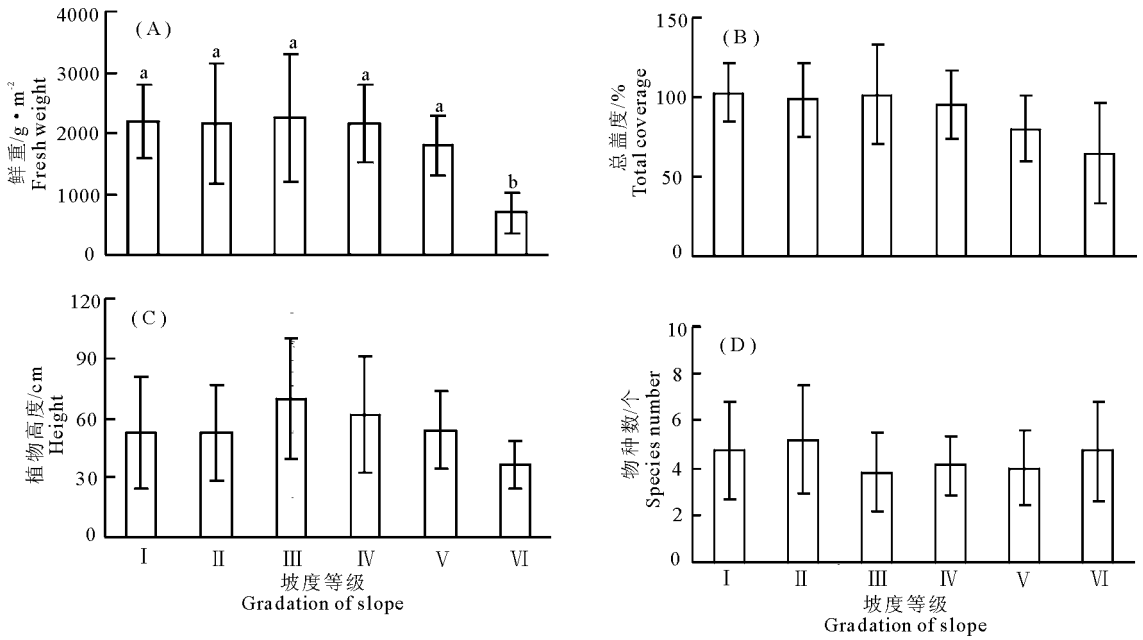 (A)
4000
3000
2000
1000
0
鲜重/g·m⁻²
Fresh weight
a
a
a
a
a
b
(B)
150
100
50
0
总盖度/%
Total coverage
(C)
120
90
60
30
0
植物高度/cm
Height
I II III IV V VI
坡度等级
Gradation of slope
(D)
10
8
6
4
2
0
物种数/个
Species number
I II III IV V VI
坡度等级
Gradation of slope